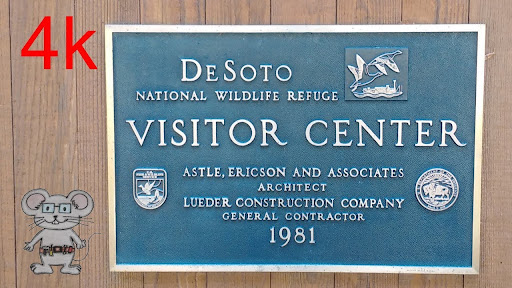 4k
DESOTO
NATIONAL WILDLIFE REFUGE
VISITOR CENTER
ASTLE, ERICSON AND ASSOCIATES
ARCHITECT
LUEDER CONSTRUCTION COMPANY
GENERAL CONTRACTOR
1981